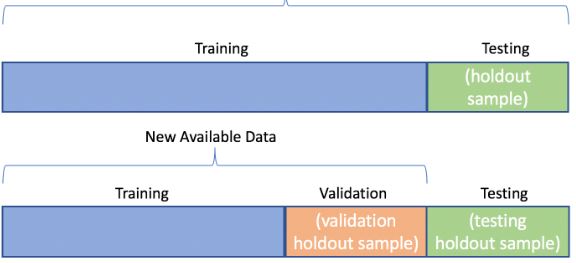 Training Testing
(holdout
sample)
New Available Data
Training Validation Testing
(validation (testing
holdout sample) holdout sample)